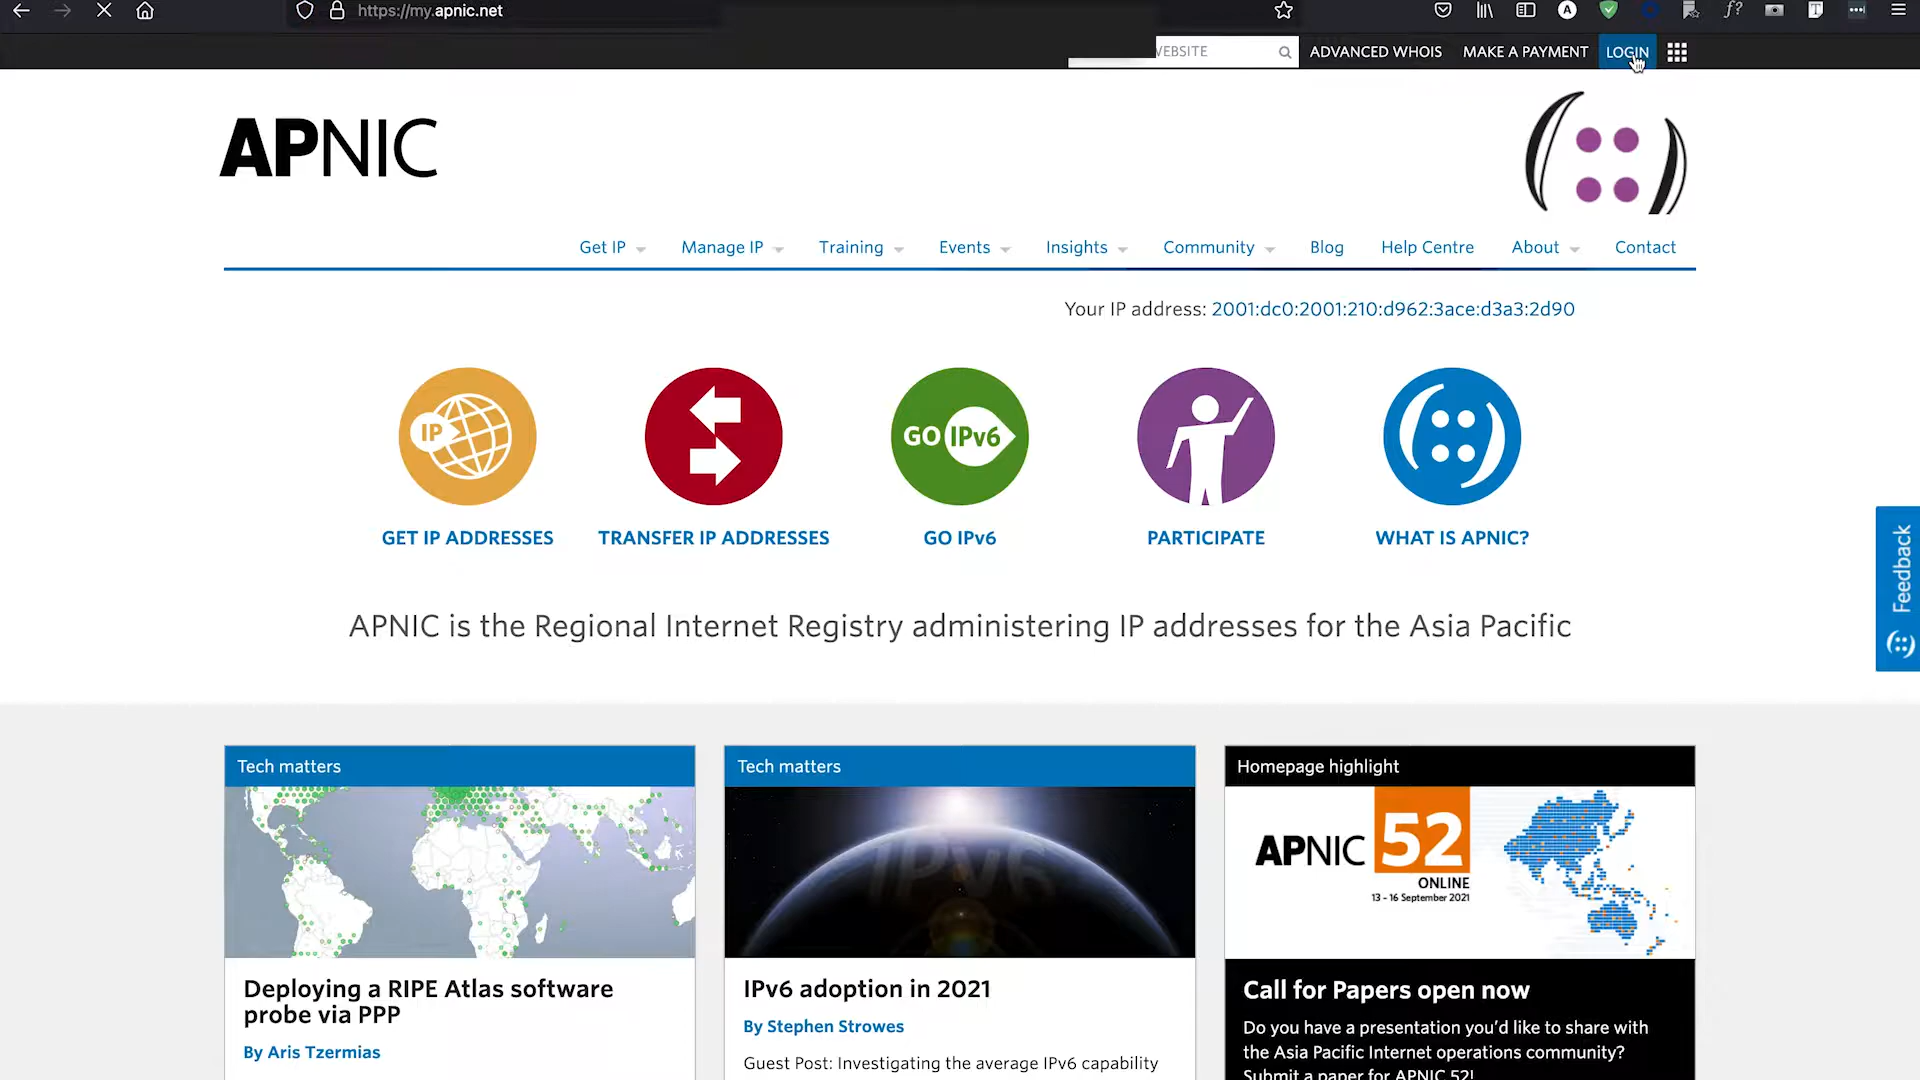 https://my.apnic.net
EBSITE
ADVANCED WHOIS
MAKE A PAYMENT
LOGIN
APNIC
Get IP
Manage IP
Training
Events
Insights
Community
Blog
Help Centre
About
Contact
Your IP address: 2001:dc0:2001:210:d962:3ace:d3a3:2d90
IP
GO IPv6
GET IP ADDRESSES
TRANSFER IP ADDRESSES
GO IPv6
PARTICIPATE
WHAT IS APNIC?
Feedback
APNIC is the Regional Internet Registry administering IP addresses for the Asia Pacific
Tech matters
Deploying a RIPE Atlas software
probe via PPP
By Aris Tzermias
Tech matters
IPv6
IPv6 adoption in 2021
By Stephen Strowes
Guest Post: Investigating the average IPv6 capability
Homepage highlight
APNIC 52
ONLINE
13 - 16 September 2021
Call for Papers open now
Do you have a presentation you'd like to share with
the Asia Pacific Internet operations community?
Submit a paper for APNIC 52!